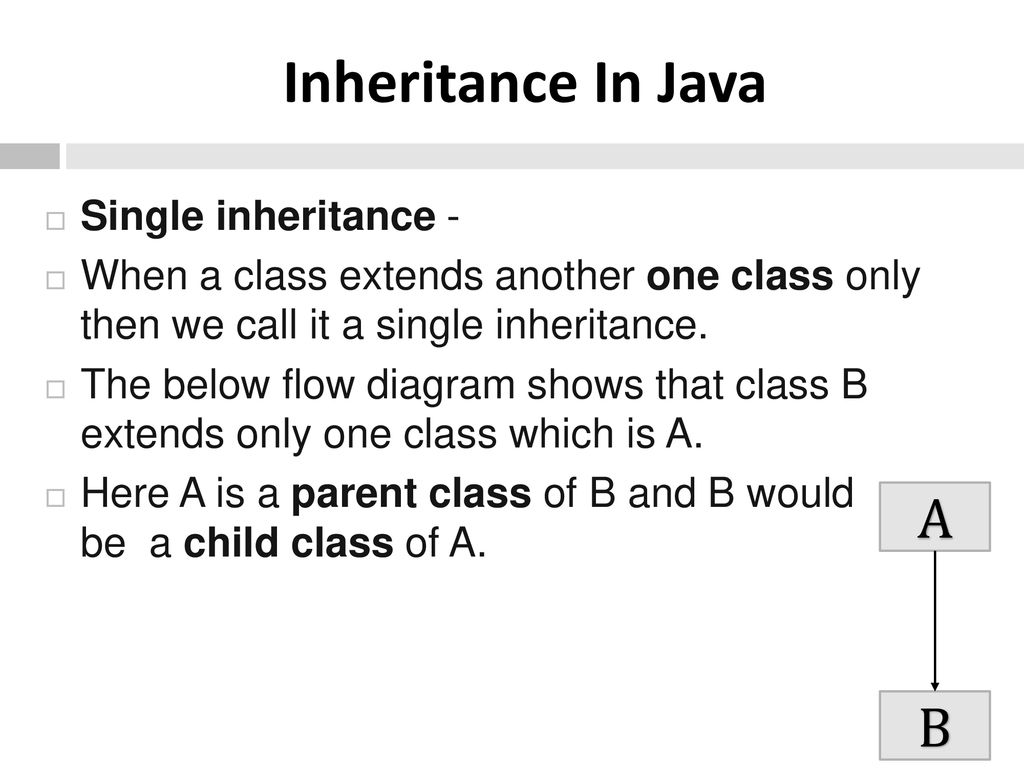 Inheritance In Java
Single inheritance -
When a class extends another one class only
then we call it a single inheritance.
The below flow diagram shows that class B
extends only one class which is A.
Here A is a parent class of B and B would
be  a child class of A.
A
B